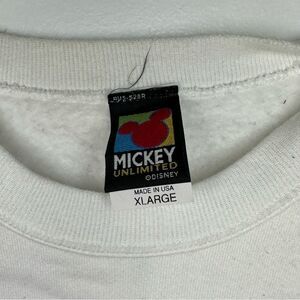 MICKEY
UNLIMITED
©DISNEY
MADE IN USA
XLARGE